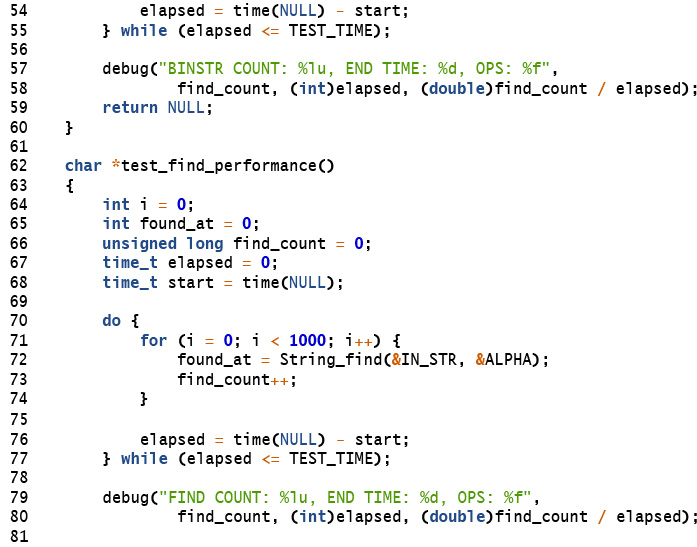 54            elapsed = time(NULL) - start;
55        } while (elapsed <= TEST_TIME);
56
57        debug("BINSTR COUNT: %lu, END TIME: %d, OPS: %f",
58                find_count, (int)elapsed, (double)find_count / elapsed);
59        return NULL;
60    }
61
62    char *test_find_performance()
63    {
64        int i = 0;
65        int found_at = 0;
66        unsigned long find_count = 0;
67        time_t elapsed = 0;
68        time_t start = time(NULL);
69
70        do {
71            for (i = 0; i < 1000; i++) {
72                found_at = String_find(&IN_STR, &ALPHA);
73                find_count++;
74            }
75
76            elapsed = time(NULL) - start;
77        } while (elapsed <= TEST_TIME);
78
79        debug("FIND COUNT: %lu, END TIME: %d, OPS: %f",
80                find_count, (int)elapsed, (double)find_count / elapsed);
81